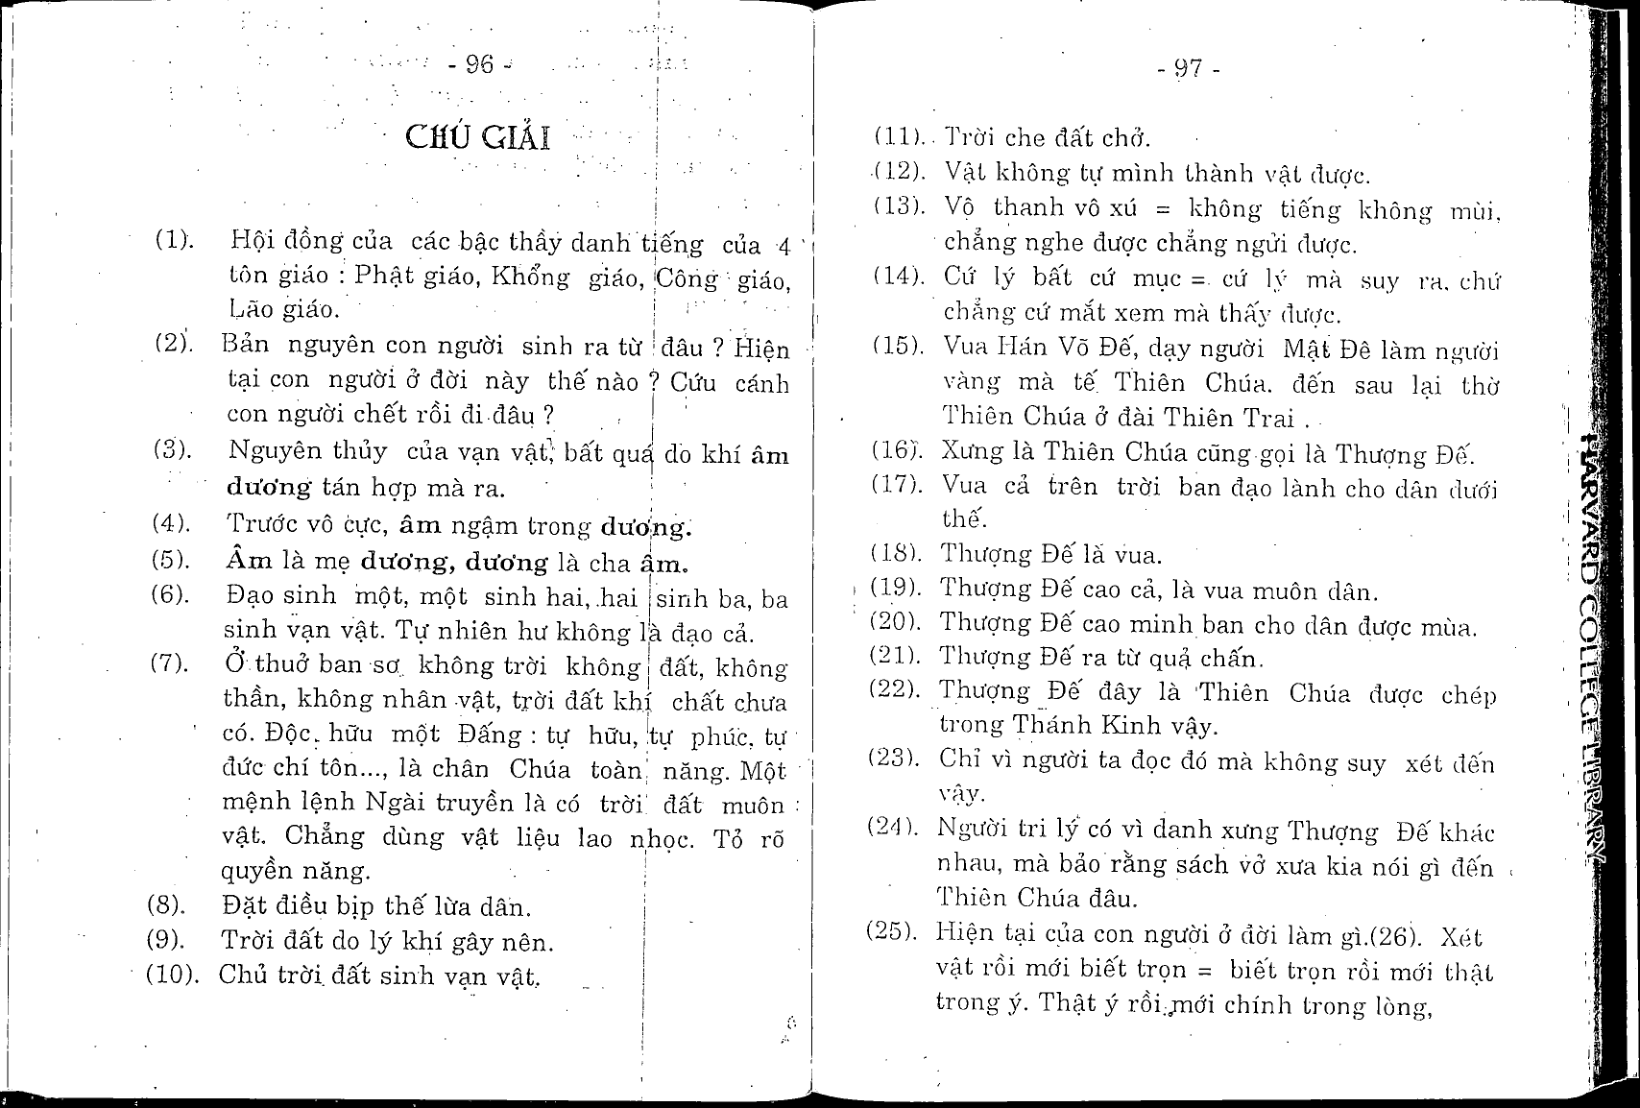 - 96 -
CHÚ GIẢI
(1). Hội đồng của các bậc thầy danh tiếng của 4
tôn giáo : Phật giáo, Khổng giáo, Công giáo,
Lão giáo.
(2). Bản nguyên con người sinh ra từ đâu ? Hiện
tại con người ở đời này thế nào ? Cứu cánh
con người chết rồi đi đâu ?
(3). Nguyên thủy của vạn vật, bất quá do khí âm
dương tán hợp mà ra.
(4). Trước vô cực, âm ngậm trong dương.
(5). Âm là mẹ dương, dương là cha âm.
(6). Đạo sinh một, một sinh hai, hai sinh ba, ba
sinh vạn vật. Tự nhiên hư không là đạo cả.
(7). Ở thuở ban sơ không trời không đất, không
thần, không nhân vật, trời đất khí chất chưa
có. Độc hữu một Đấng : tự hữu, tự phúc, tự
đức chí tôn..., là chân Chúa toàn năng. Một
mệnh lệnh Ngài truyền là có trời đất muôn
vật. Chẳng dùng vật liệu lao nhọc. Tỏ rõ
quyền năng.
(8). Đặt điều bịp thế lừa dân.
(9). Trời đất do lý khí gây nên.
(10). Chủ trời đất sinh vạn vật.
- 97 -
(11). Trời che đất chở.
(12). Vật không tự mình thành vật được.
(13). Vô thanh vô xú = không tiếng không mùi,
chẳng nghe được chẳng ngửi được.
(14). Cứ lý bất cứ mục = cứ lý mà suy ra, chứ
chẳng cứ mắt xem mà thấy được.
(15). Vua Hán Võ Đế, dạy người Mật Đê làm người
vàng mà tế Thiên Chúa. đến sau lại thờ
Thiên Chúa ở đài Thiên Trai .
(16). Xưng là Thiên Chúa cũng gọi là Thượng Đế.
(17). Vua cả trên trời ban đạo lành cho dân dưới
thế.
(18). Thượng Đế là vua.
(19). Thượng Đế cao cả, là vua muôn dân.
(20). Thượng Đế cao minh ban cho dân được mùa.
(21). Thượng Đế ra từ quả chấn.
(22). Thượng Đế đây là Thiên Chúa được chép
trong Thánh Kinh vậy.
(23). Chỉ vì người ta đọc đó mà không suy xét đến
vậy.
(24). Người tri lý có vì danh xưng Thượng Đế khác
nhau, mà bảo rằng sách vở xưa kia nói gì đến
Thiên Chúa đâu.
(25). Hiện tại của con người ở đời làm gì.(26). Xét
vật rồi mới biết trọn = biết trọn rồi mới thật
trong ý. Thật ý rồi mới chính trong lòng,
HARVARD COLLEGE LIBRARY